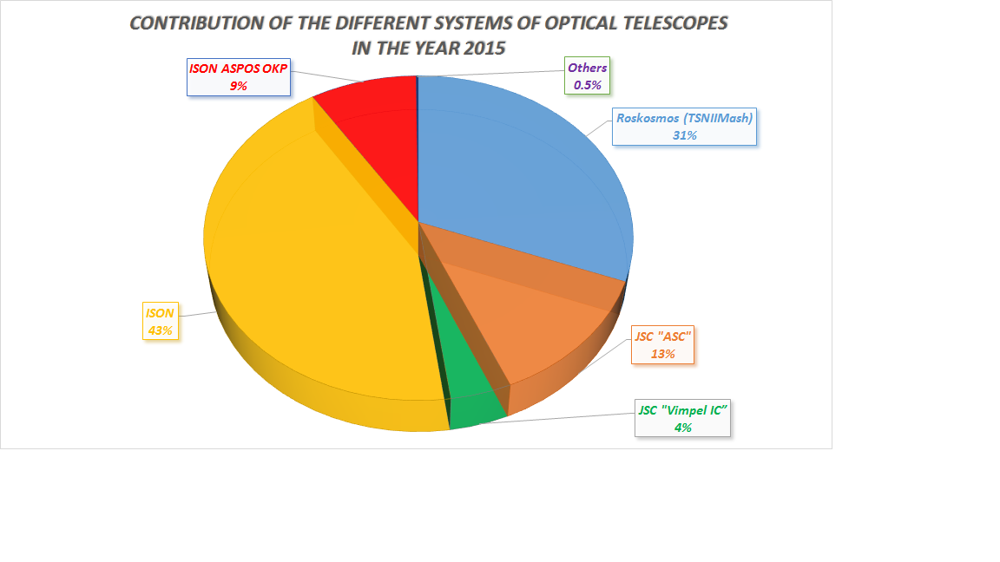 CONTRIBUTION OF THE DIFFERENT SYSTEMS OF OPTICAL TELESCOPES
IN THE YEAR 2015
ISON ASPOS OKP
9%
Others
0.5%
Roskosmos (TSNIIMash)
31%
ISON
43%
JSC "ASC"
13%
JSC "Vimpel IC”
4%